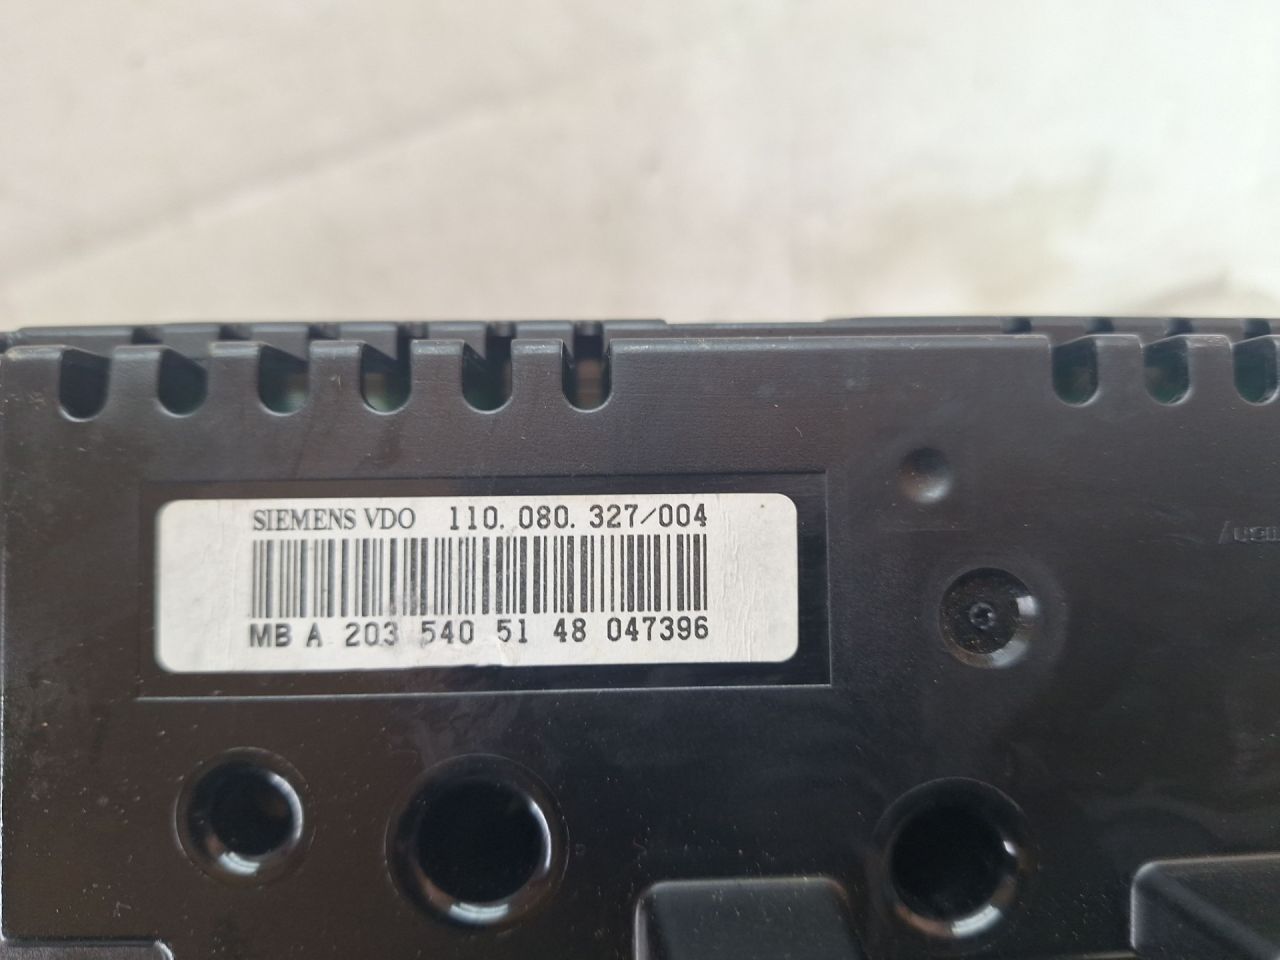 SIEMENS VDO 110.080.327/004
MB A 203 540 51 48 047396